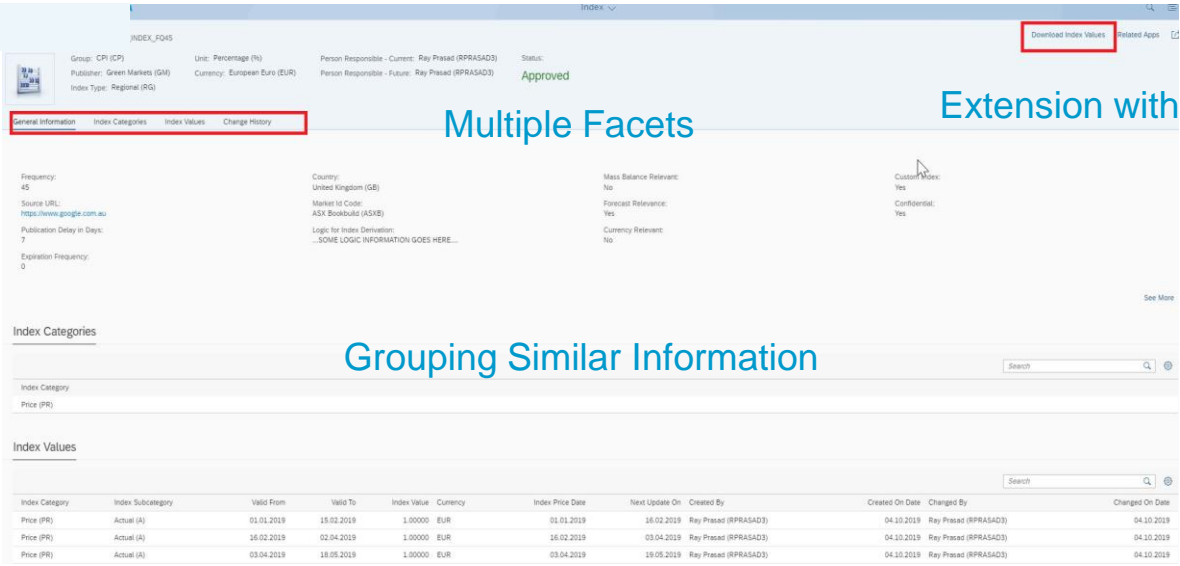 Index
)INDEX_FQ45
Download Index Values Related Apps
Group: CPI (CP) Unit: Percentage (%) Person Responsible - Current: Ray Prasad (RPRASAD3) Status:
Publisher: Green Markets (GM) Currency: European Euro (EUR) Person Responsible - Future: Ray Prasad (RPRASAD3) Approved
Index Type: Regional (RG)
Extension with
General Information Index Categories Index Values Change History
Multiple Facets
Frequency: Country: Mass Balance Relevant: Custom Index:
45 United Kingdom (GB) No Yes
Source URL: Market Id Code: Forecast Relevance: Confidential:
https://www.google.com.au ASX Bookbuild (ASXB) Yes Yes
Publication Delay in Days: Logic for Index Derivation: Currency Relevant:
7 ...SOME LOGIC INFORMATION GOES HERE.... No
Expiration Frequency:
0
See More
Index Categories
Grouping Similar Information
Search
Index Category
Price (PR)
Index Values
Search
Index Category Index Subcategory Valid From Valid To Index Value Currency Index Price Date Next Update On Created By Created On Date Changed By Changed On Date
Price (PR) Actual (A) 01.01.2019 15.02.2019 1.00000 EUR 01.01.2019 16.02.2019 Ray Prasad (RPRASAD3) 04.10.2019 Ray Prasad (RPRASAD3) 04.10.2019
Price (PR) Actual (A) 16.02.2019 02.04.2019 1.00000 EUR 16.02.2019 03.04.2019 Ray Prasad (RPRASAD3) 04.10.2019 Ray Prasad (RPRASAD3) 04.10.2019
Price (PR) Actual (A) 03.04.2019 18.05.2019 1.00000 EUR 03.04.2019 19.05.2019 Ray Prasad (RPRASAD3) 04.10.2019 Ray Prasad (RPRASAD3) 04.10.2019